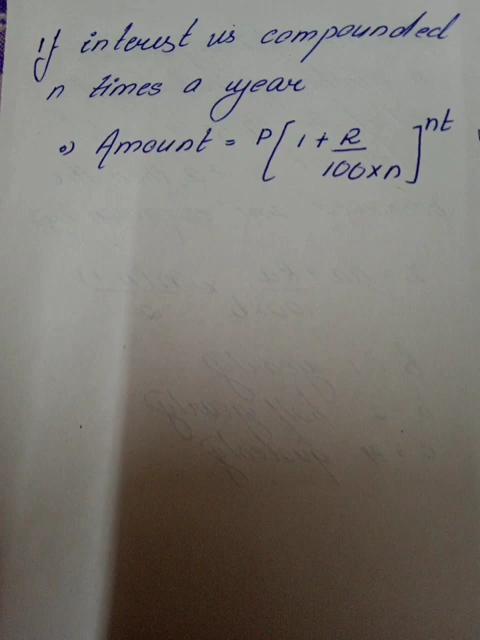 if interest is compounded
n times a year
∴) Amount = P[1 + R/100×n]^nt